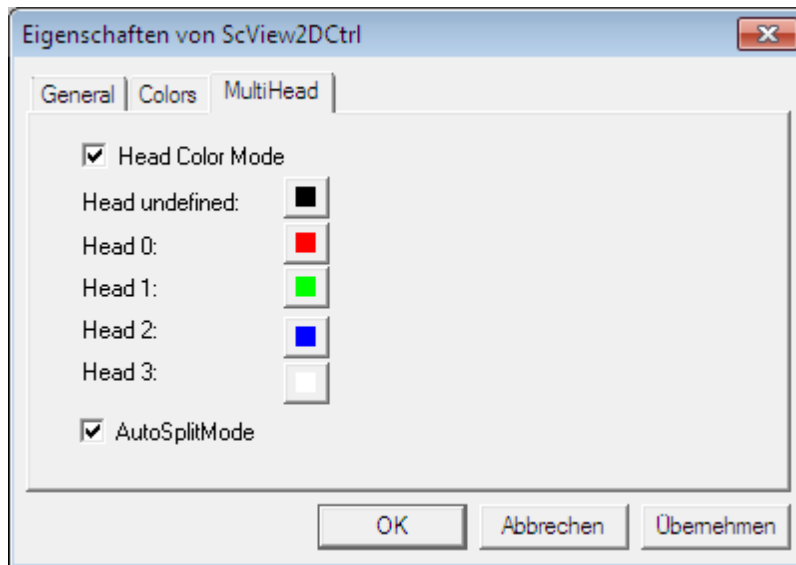 Eigenschaften von ScView2DCtrl
General Colors MultiHead
Head Color Mode
Head undefined:
Head 0:
Head 1:
Head 2:
Head 3:
AutoSplitMode
OK Abbrechen Übernehmen